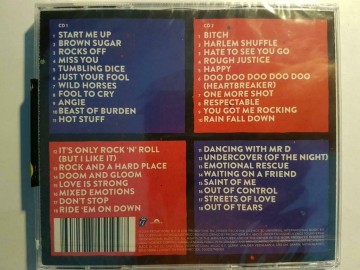 CD 1
1 START ME UP
2 BROWN SUGAR
3 ROCKS OFF
4 MISS YOU
5 TUMBLING DICE
6 JUST YOUR FOOL
7 WILD HORSES
8 FOOL TO CRY
9 ANGIE
10 BEAST OF BURDEN
11 HOT STUFF
12 IT'S ONLY ROCK 'N' ROLL
(BUT I LIKE IT)
13 ROCK AND A HARD PLACE
14 DOOM AND GLOOM
15 LOVE IS STRONG
16 MIXED EMOTIONS
17 DON'T STOP
18 RIDE 'EM ON DOWN
CD 2
1 BITCH
2 HARLEM SHUFFLE
3 HATE TO SEE YOU GO
4 ROUGH JUSTICE
5 HAPPY
6 DOO DOO DOO DOO DOO
(HEARTBREAKER)
7 ONE MORE SHOT
8 RESPECTABLE
9 YOU GOT ME ROCKING
10 RAIN FALL DOWN
11 DANCING WITH MR D
12 UNDERCOVER (OF THE NIGHT)
13 EMOTIONAL RESCUE
14 WAITING ON A FRIEND
15 SAINT OF ME
16 OUT OF CONTROL
17 STREETS OF LOVE
18 OUT OF TEARS